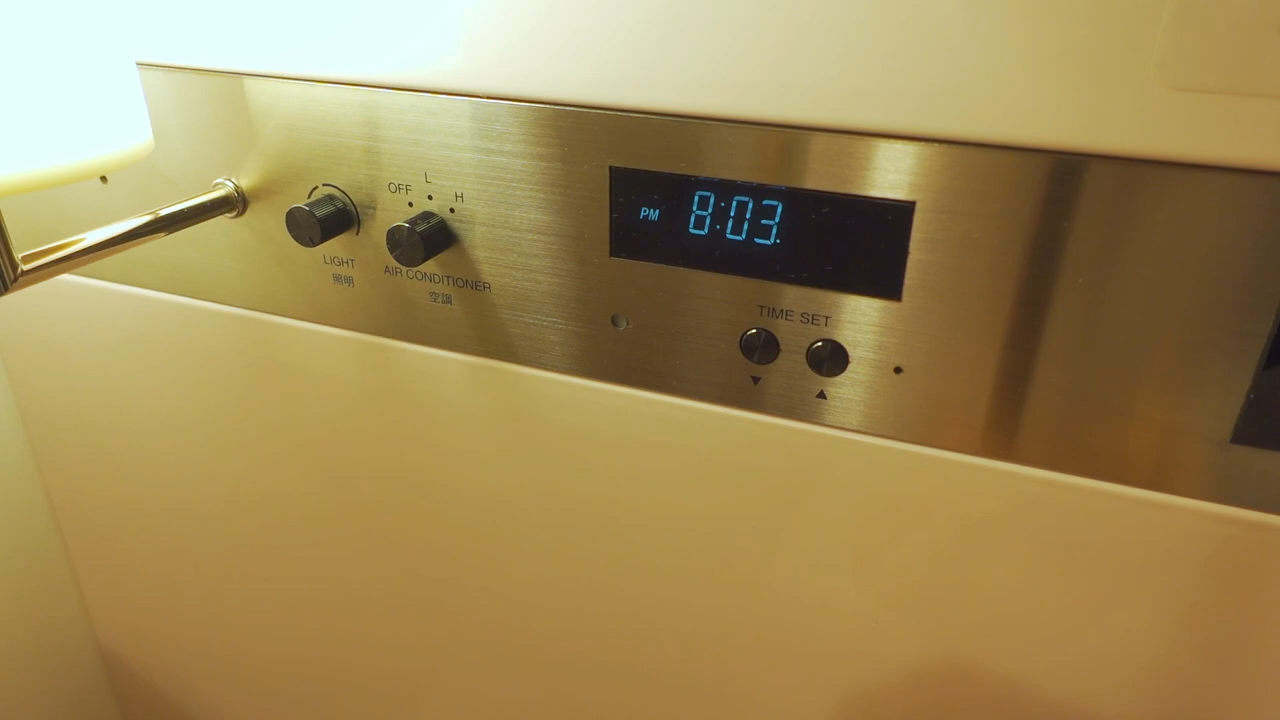 OFF L H
LIGHT
照明
AIR CONDITIONER
空調
PM 8:03
TIME SET
▼ ▲